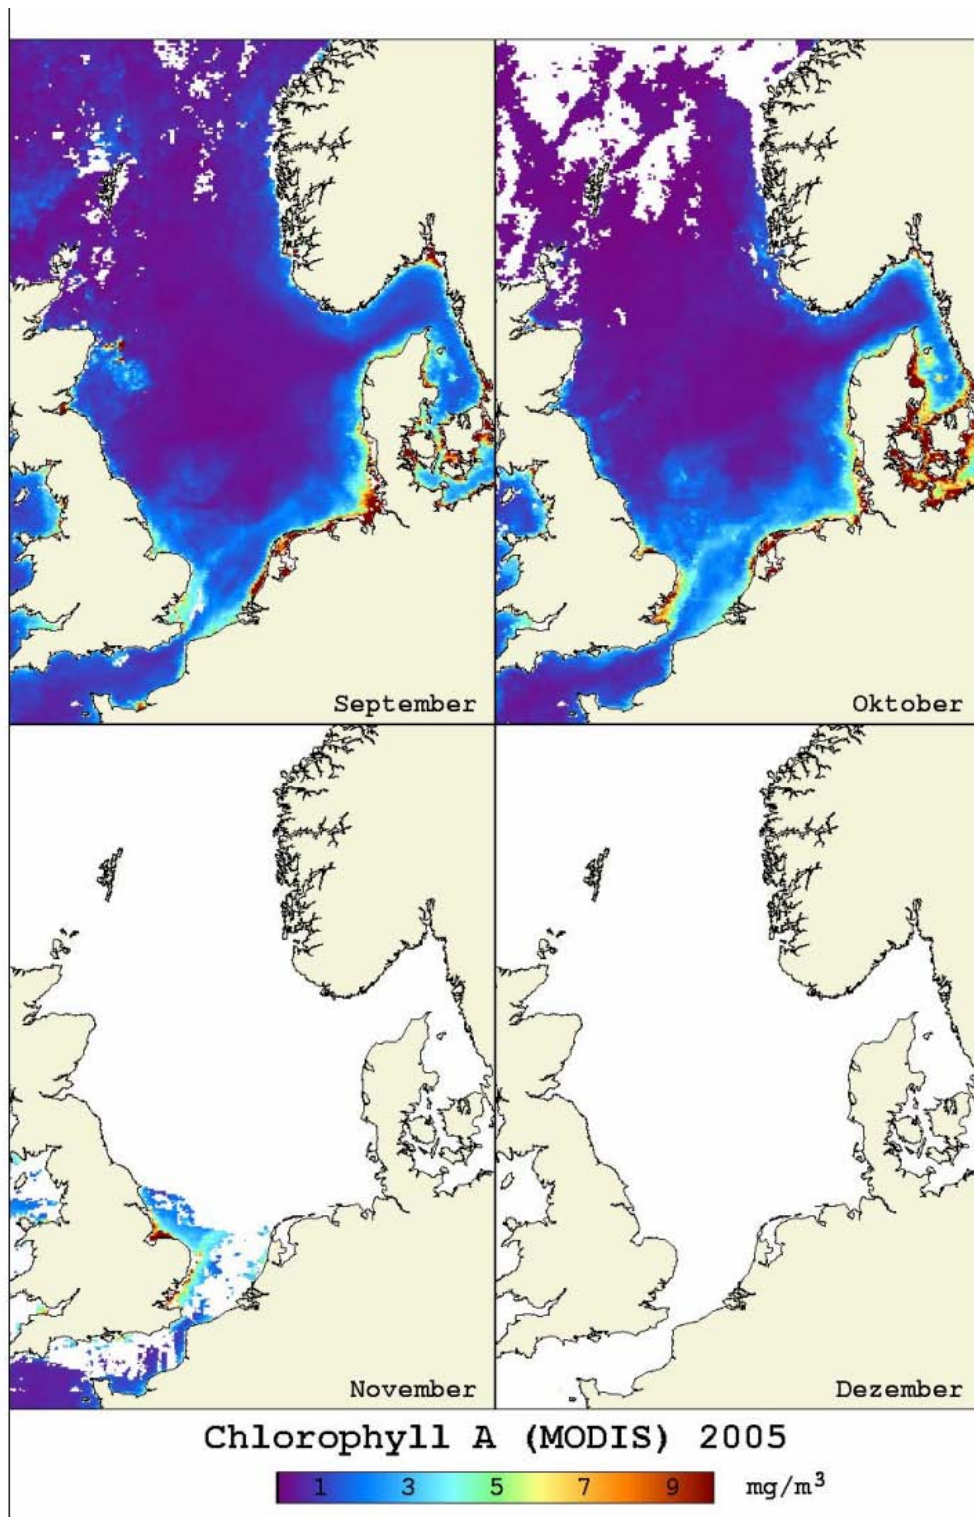 September
Oktober
November
Dezember
Chlorophyll A (MODIS) 2005
1 3 5 7 9 mg/m³